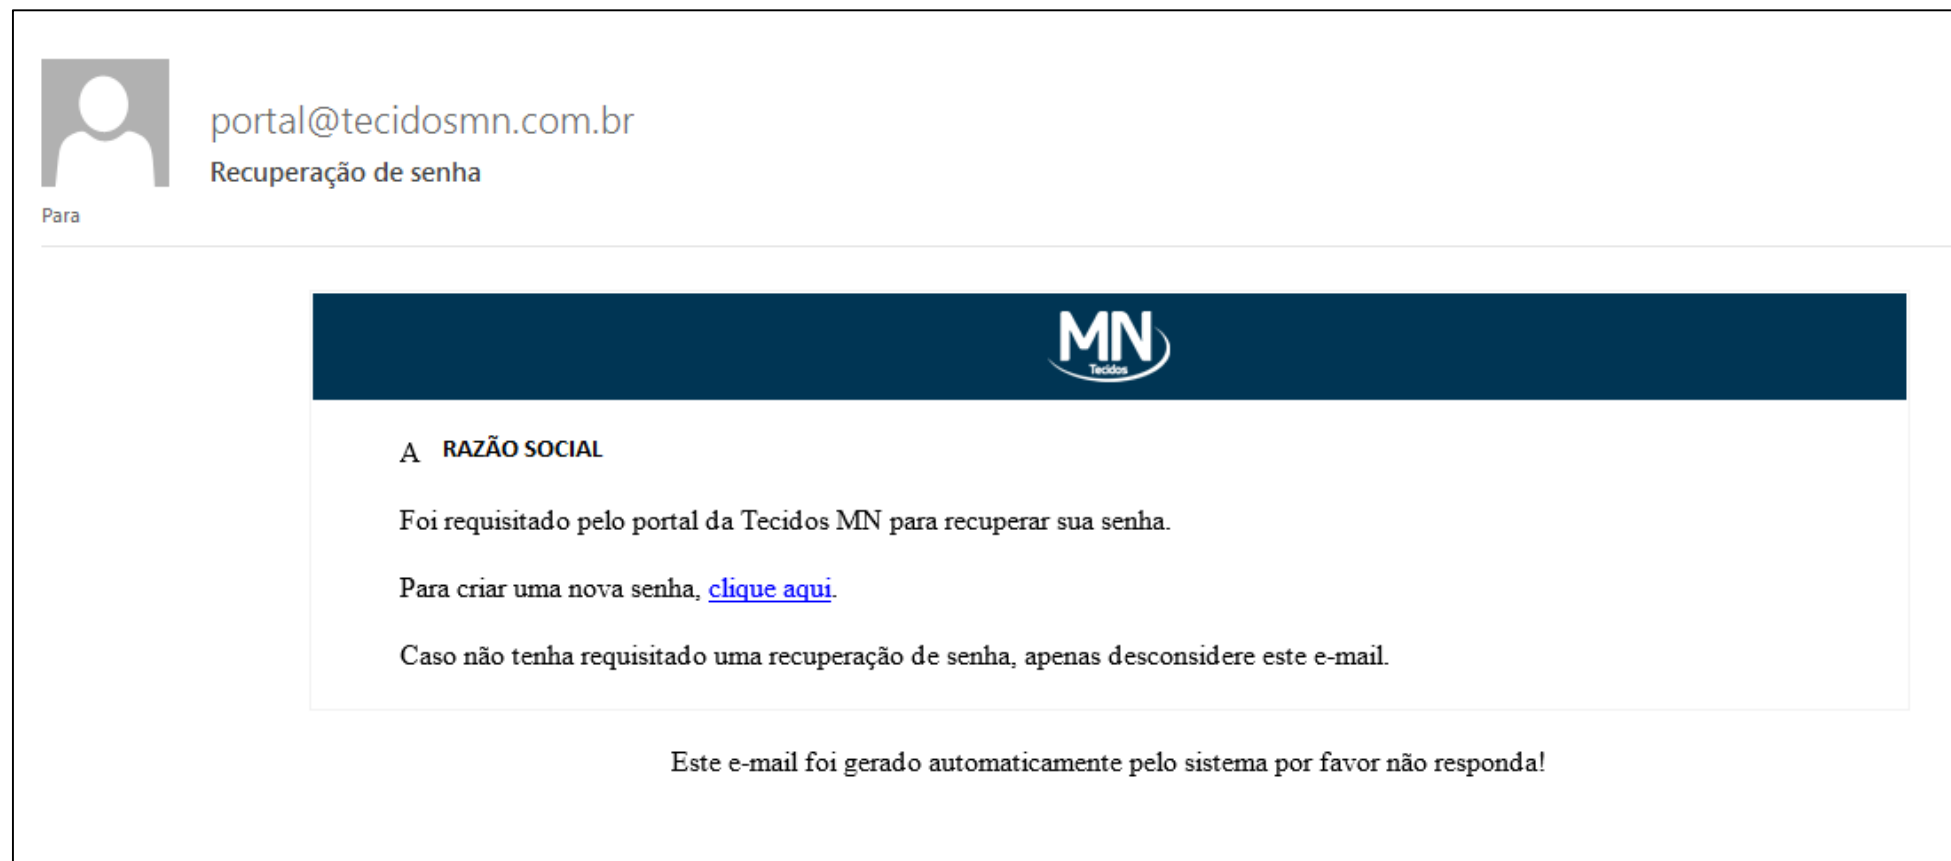 portal@tecidosmn.com.br
Recuperação de senha
Para
MN
Tecidos
A RAZÃO SOCIAL
Foi requisitado pelo portal da Tecidos MN para recuperar sua senha.
Para criar uma nova senha, clique aqui.
Caso não tenha requisitado uma recuperação de senha, apenas desconsidere este e-mail.
Este e-mail foi gerado automaticamente pelo sistema por favor não responda!